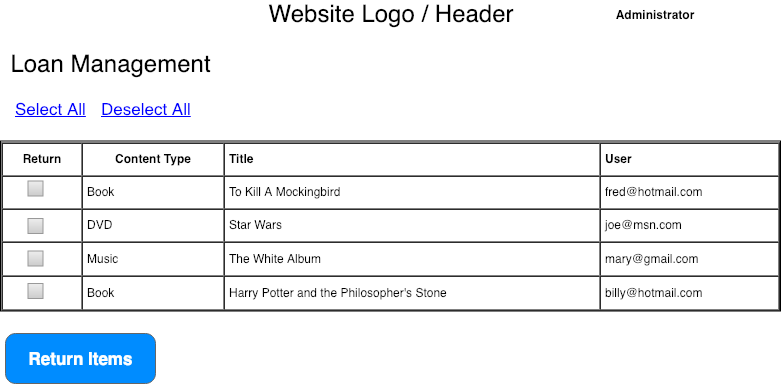 Website Logo / Header Administrator
Loan Management
Select All Deselect All
Return Content Type Title User
Book To Kill A Mockingbird fred@hotmail.com
DVD Star Wars joe@msn.com
Music The White Album mary@gmail.com
Book Harry Potter and the Philosopher's Stone billy@hotmail.com
Return Items